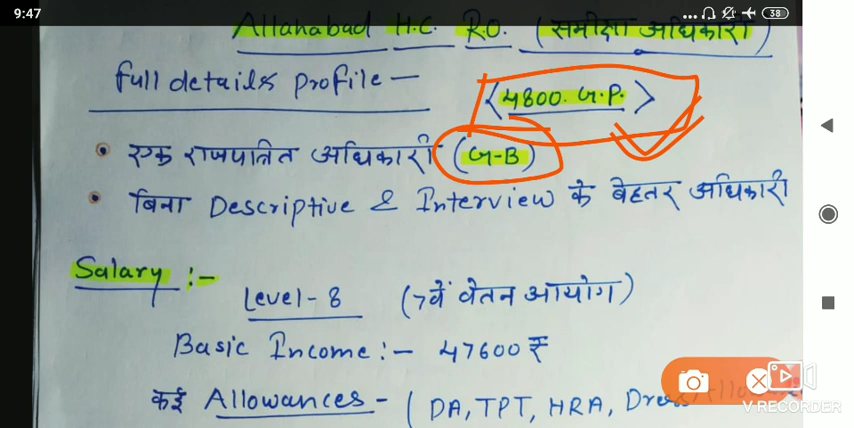 9:47
38
Allahabad H.C. R.O. (समीक्षा अधिकारी)
Full details profile —
<4800. G.P.>
• एक राजपत्रित अधिकारी (G-B)
• बिना Descriptive & Interview के बेहतर अधिकारी
Salary :-
Level-8 (7वें वेतन आयोग)
Basic Income :- 47600₹
कई Allowances - ( DA, TPT, HRA, Dress
V-RECORDER